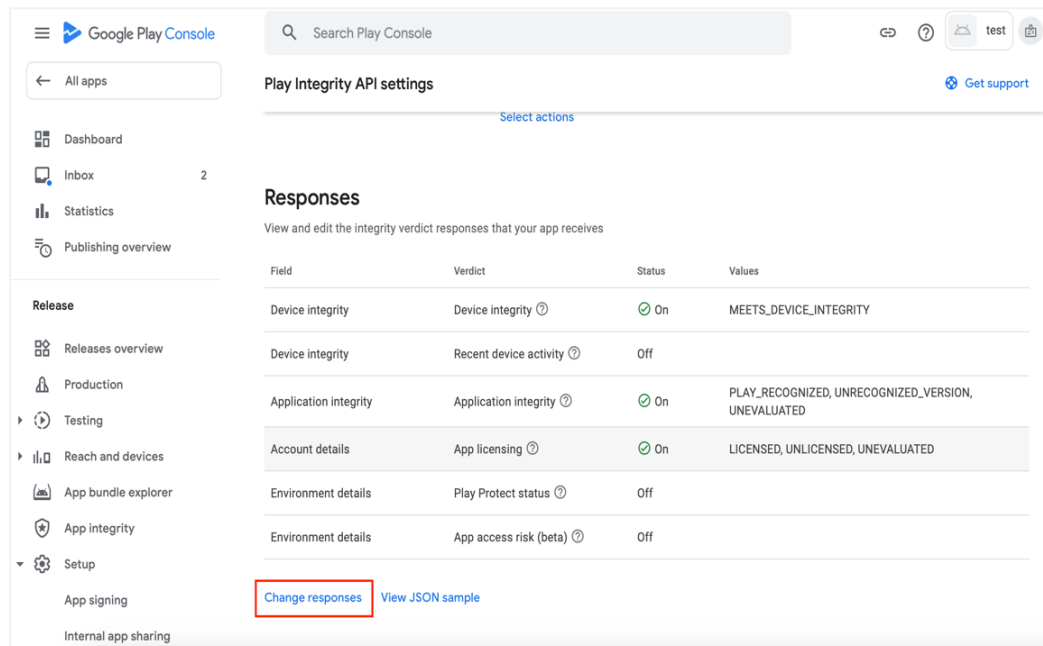 Google Play Console
Search Play Console
test
All apps
Play Integrity API settings
Get support
Select actions
Dashboard
Inbox 2
Statistics
Publishing overview
Release
Releases overview
Production
Testing
Reach and devices
App bundle explorer
App integrity
Setup
App signing
Internal app sharing
Responses
View and edit the integrity verdict responses that your app receives
Field Verdict Status Values
Device integrity Device integrity On MEETS_DEVICE_INTEGRITY
Device integrity Recent device activity Off
Application integrity Application integrity On PLAY_RECOGNIZED, UNRECOGNIZED_VERSION,
UNEVALUATED
Account details App licensing On LICENSED, UNLICENSED, UNEVALUATED
Environment details Play Protect status Off
Environment details App access risk (beta) Off
Change responses View JSON sample